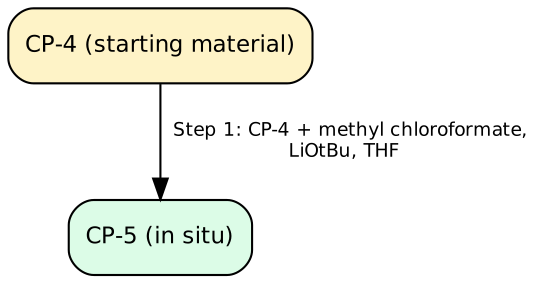 CP-4 (starting material)
Step 1: CP-4 + methyl chloroformate,
LiOtBu, THF
CP-5 (in situ)